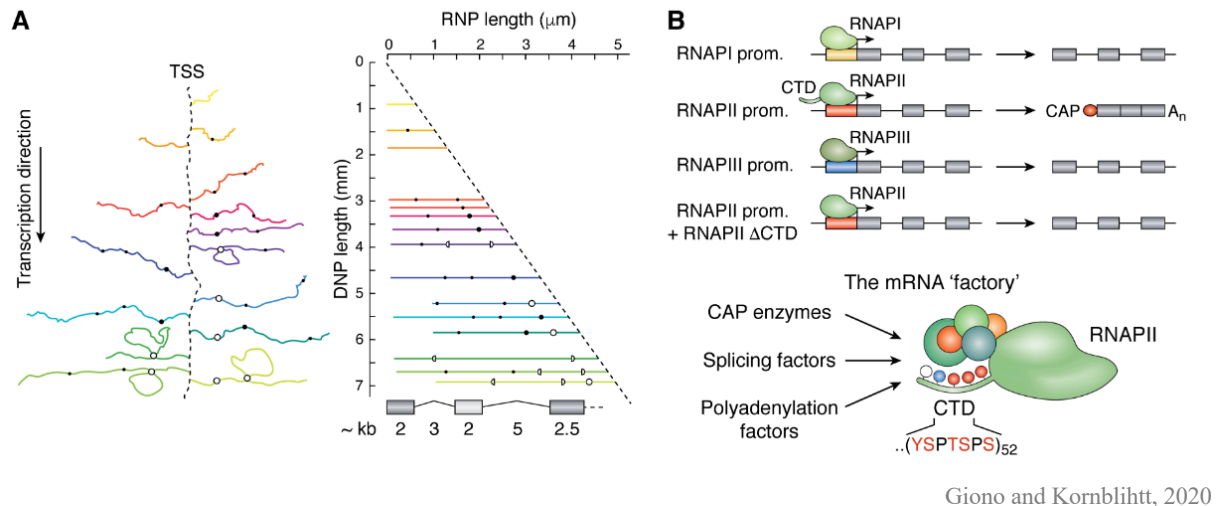 A
TSS
Transcription direction
RNP length (μm)
0 1 2 3 4 5
DNP length (mm)
0
1
2
3
4
5
6
7
~ kb 2 3 2 5 2.5
B
RNAPI
RNAPI prom.
CTD
RNAPII
RNAPII prom.
CAP
An
RNAPIII
RNAPIII prom.
RNAPII
RNAPII prom.
+ RNAPII ΔCTD
The mRNA ‘factory’
CAP enzymes
RNAPII
Splicing factors
Polyadenylation
factors
CTD
..(YSPTSPS)52
Giono and Kornblihtt, 2020